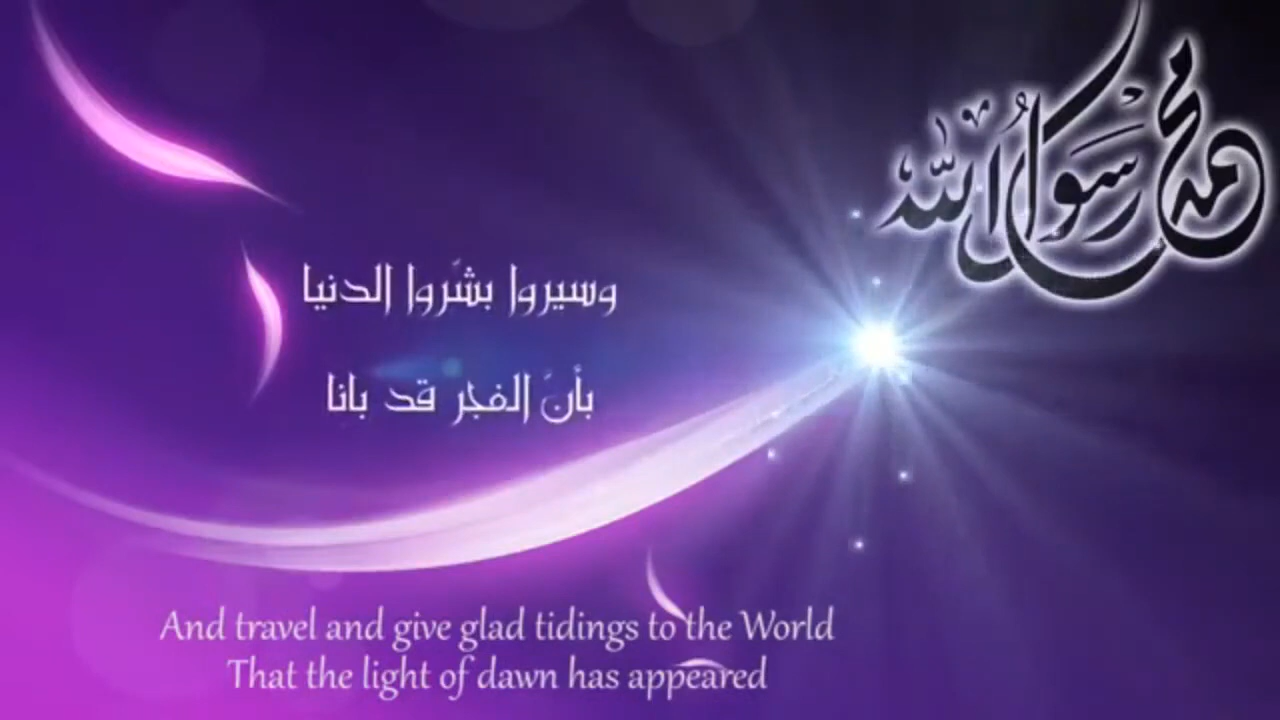 محمد رسول الله
وسيروا بشّروا الدنيا
بأنّ الفجر قد بانا
And travel and give glad tidings to the World
That the light of dawn has appeared